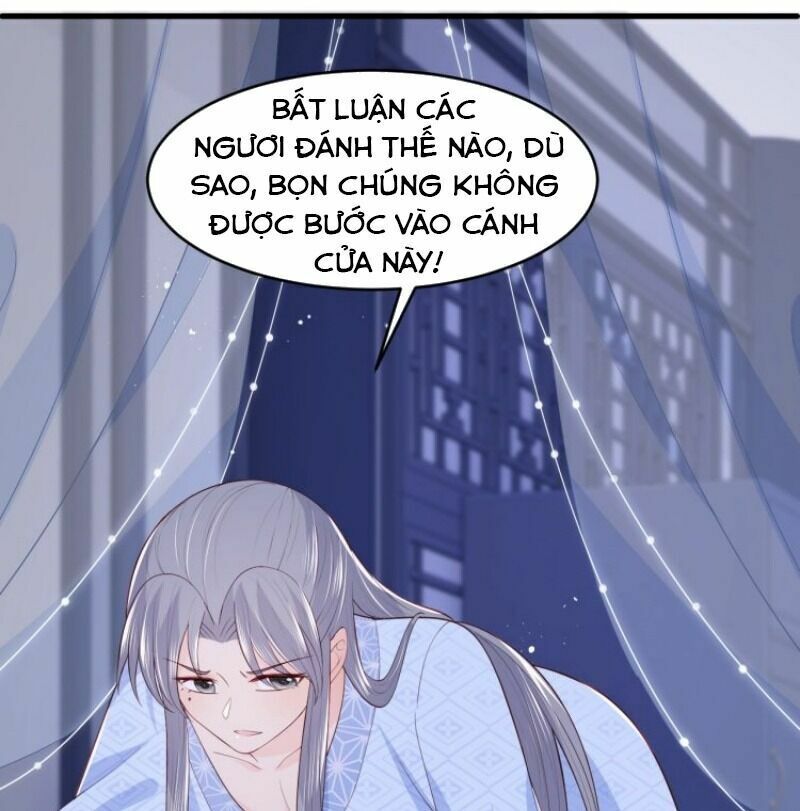 BẤT LUẬN CÁC
NGƯƠI ĐÁNH THẾ NÀO, DÙ
SAO, BỌN CHÚNG KHÔNG
ĐƯỢC BƯỚC VÀO CÁNH
CỬA NÀY!